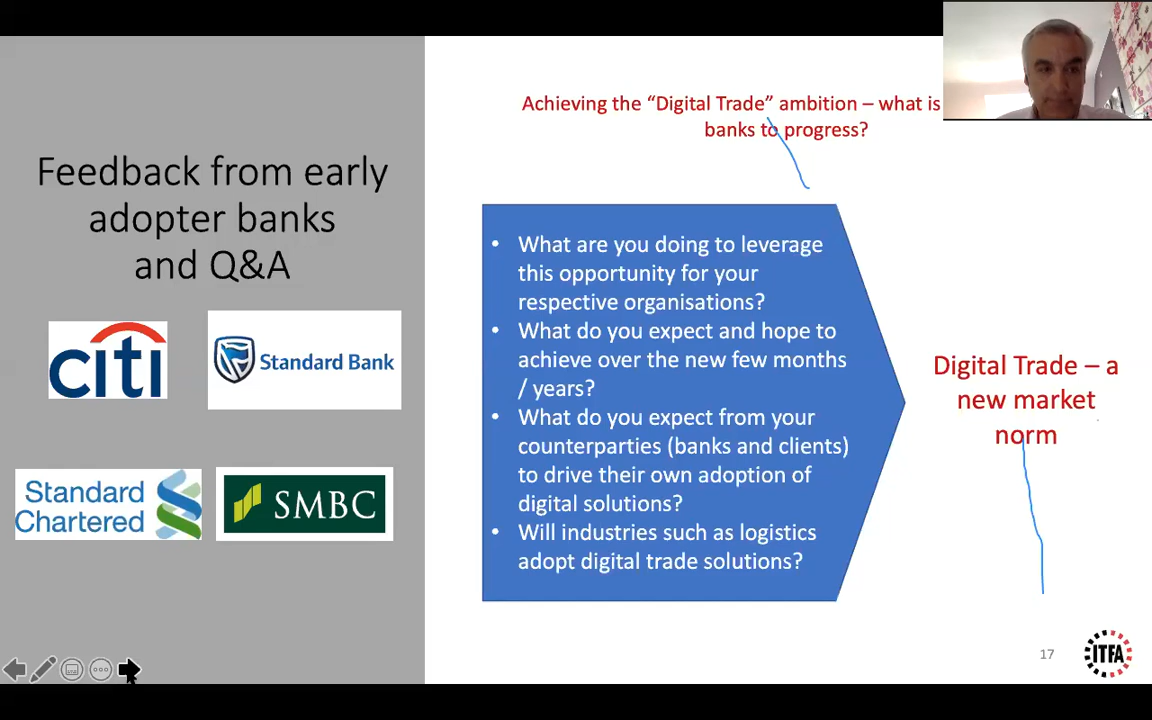 Achieving the “Digital Trade” ambition – what is
banks to progress?
Feedback from early
adopter banks
and Q&A
citi
Standard Bank
Standard
Chartered
SMBC
• What are you doing to leverage
this opportunity for your
respective organisations?
• What do you expect and hope to
achieve over the new few months
/ years?
• What do you expect from your
counterparties (banks and clients)
to drive their own adoption of
digital solutions?
• Will industries such as logistics
adopt digital trade solutions?
Digital Trade – a
new market
norm
17
ITFA